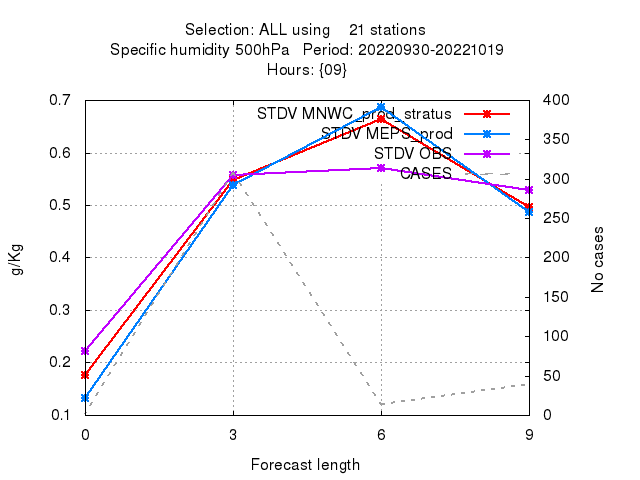 Selection: ALL using 21 stations
Specific humidity 500hPa Period: 20220930-20221019
Hours: {09}
STDV MNWC_prod_stratus
STDV MEPS_prod
STDV OBS
CASES
0.7
0.6
0.5
0.4
0.3
0.2
0.1
g/Kg
400
350
300
250
200
150
100
50
0
No cases
0 3 6 9
Forecast length